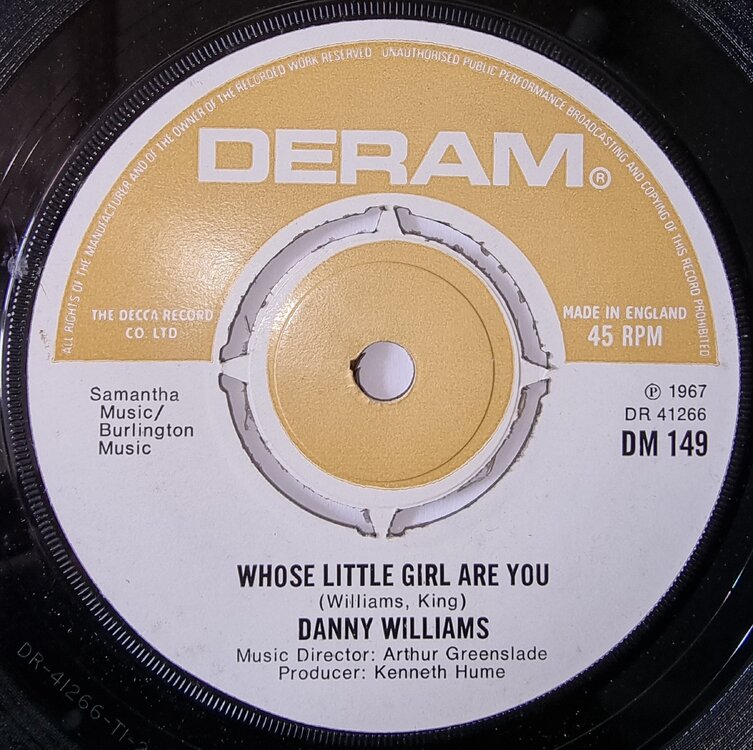 ALL RIGHTS OF THE MANUFACTURER AND OF THE OWNER OF THE RECORDED WORK RESERVED UNAUTHORISED PUBLIC PERFORMANCE BROADCASTING AND COPYING OF THIS RECORD PROHIBITED
DERAM®
THE DECCA RECORD
CO. LTD
MADE IN ENGLAND
45 RPM
Samantha
Music/
Burlington
Music
℗ 1967
DR 41266
DM 149
WHOSE LITTLE GIRL ARE YOU
(Williams, King)
DANNY WILLIAMS
Music Director: Arthur Greenslade
Producer: Kenneth Hume
DR-41266-T1-